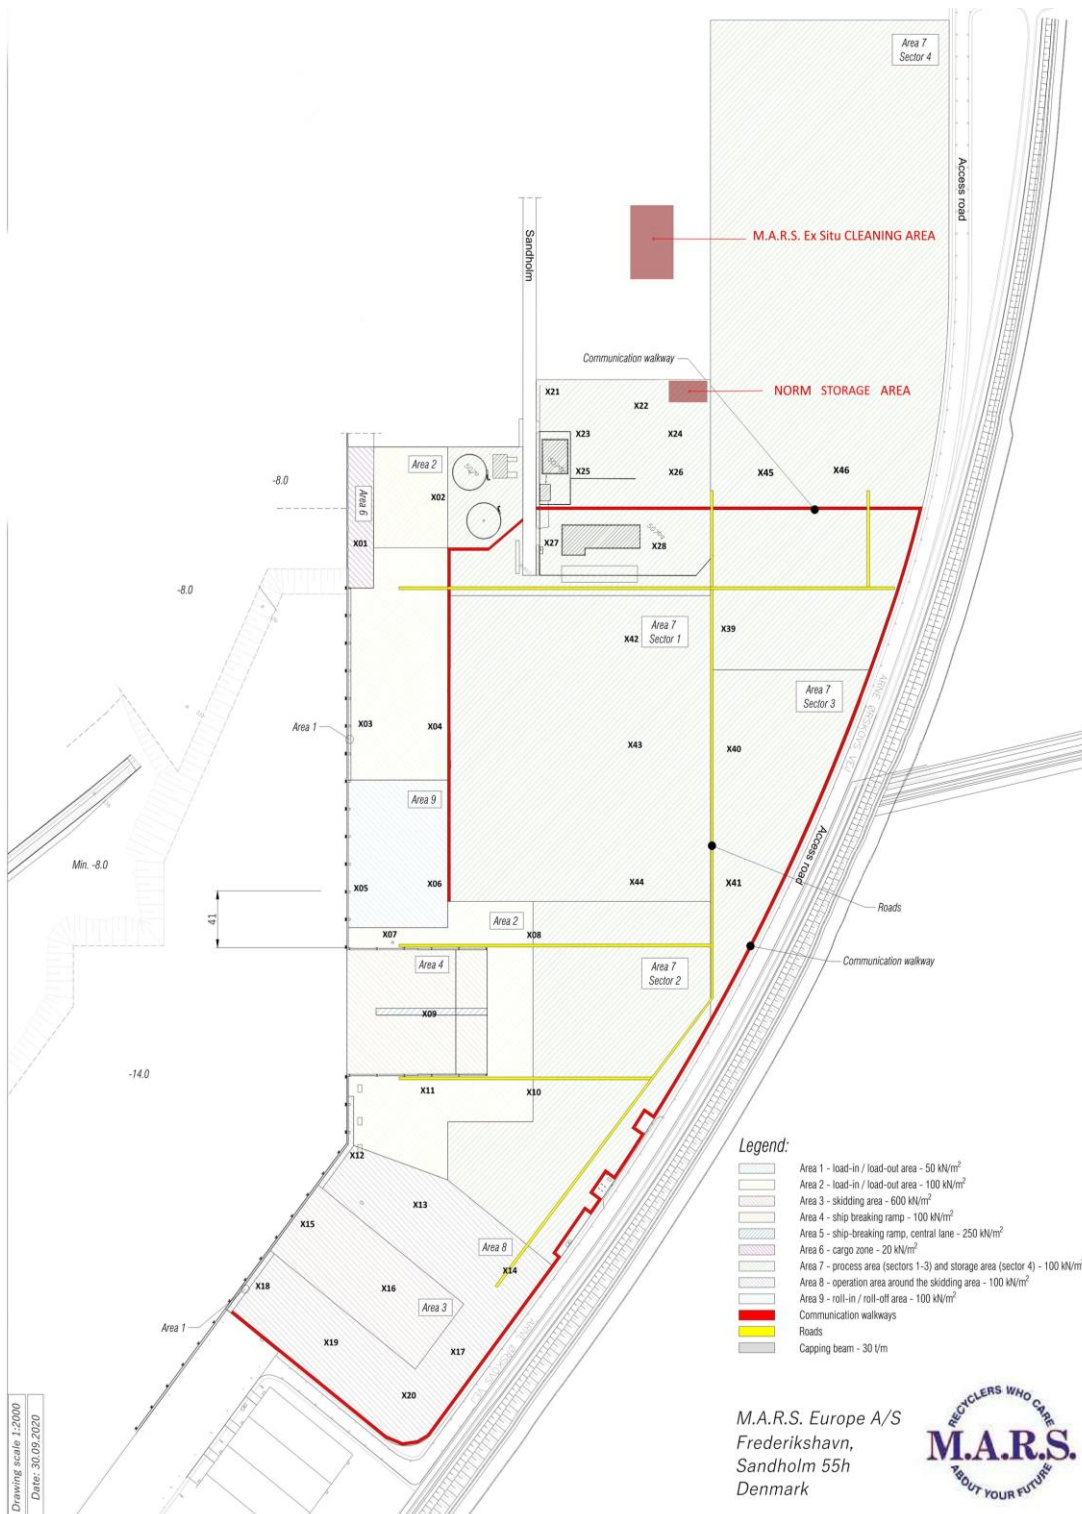 Area 7
Sector 4
Access road
M.A.R.S. Ex Situ CLEANING AREA
Sandholm
Communication walkway
NORM STORAGE AREA
X21
X22
X23
X24
X25
X26
X45
X46
Area 2
-8.0
Area 6
X02
X01
X27
X28
-8.0
Area 7
Sector 1
X42
X39
Area 7
Sector 3
ARNE ØRSKOVS VEJ
Area 1
X03
X04
X43
X40
Area 9
Access road
Min. -8.0
X05
X06
X44
X41
Roads
41
Area 2
X07
X08
Communication walkway
Area 4
Area 7
Sector 2
X09
-14.0
X11
X10
Legend:
Area 1 - load-in / load-out area - 50 kN/m²
Area 2 - load-in / load-out area - 100 kN/m²
Area 3 - skidding area - 600 kN/m²
Area 4 - ship breaking ramp - 100 kN/m²
Area 5 - ship-breaking ramp, central lane - 250 kN/m²
Area 6 - cargo zone - 20 kN/m²
Area 7 - process area (sectors 1-3) and storage area (sector 4) - 100 kN/m²
Area 8 - operation area around the skidding area - 100 kN/m²
Area 9 - roll-in / roll-off area - 100 kN/m²
Communication walkways
Roads
Capping beam - 30 t/m
X12
X13
X15
Area 8
X14
X18
X16
Area 3
Area 1
X19
X17
ARNE ØRSKOVS VEJ
X20
Drawing scale 1:2000
Date: 30.09.2020
M.A.R.S. Europe A/S
Frederikshavn,
Sandholm 55h
Denmark
RECYCLERS WHO CARE
M.A.R.S.
ABOUT YOUR FUTURE